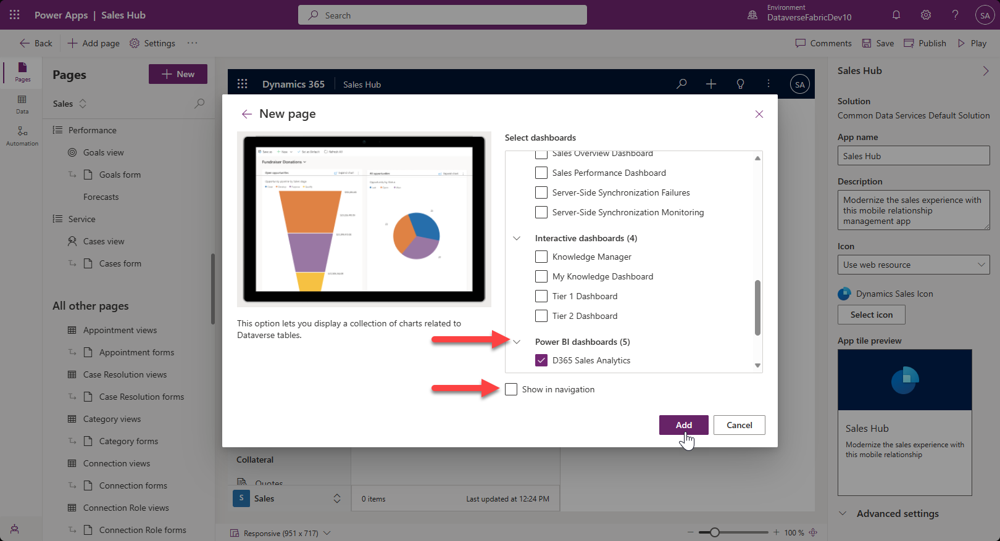 Power Apps | Sales Hub
Search
Environment
DataverseFabricDev10
SA
Back
Add page
Settings
Comments
Save
Publish
Play
Pages
Data
Automation
Pages
New
Sales
Performance
Goals view
Goals form
Forecasts
Service
Cases view
Cases form
All other pages
Appointment views
Appointment forms
Case Resolution views
Case Resolution forms
Category views
Category forms
Connection views
Connection forms
Connection Role views
Connection Role forms
Dynamics 365
Sales Hub
SA
New page
Fundraiser Donations
Open opportunities
Expand chart
All opportunities
Expand chart
This option lets you display a collection of charts related to
Dataverse tables.
Select dashboards
Sales Overview Dashboard
Sales Performance Dashboard
Server-Side Synchronization Failures
Server-Side Synchronization Monitoring
Interactive dashboards (4)
Knowledge Manager
My Knowledge Dashboard
Tier 1 Dashboard
Tier 2 Dashboard
Power BI dashboards (5)
D365 Sales Analytics
Show in navigation
Add
Cancel
Collateral
Quotes
S
Sales
0 items
Last updated at 12:24 PM
Responsive (951 x 717)
100 %
Sales Hub
Solution
Common Data Services Default Solution
App name
Sales Hub
Description
Modernize the sales experience with
this mobile relationship
management app
Icon
Use web resource
Dynamics Sales Icon
Select icon
App tile preview
Sales Hub
Modernize the sales experience with
this mobile relationship
Advanced settings